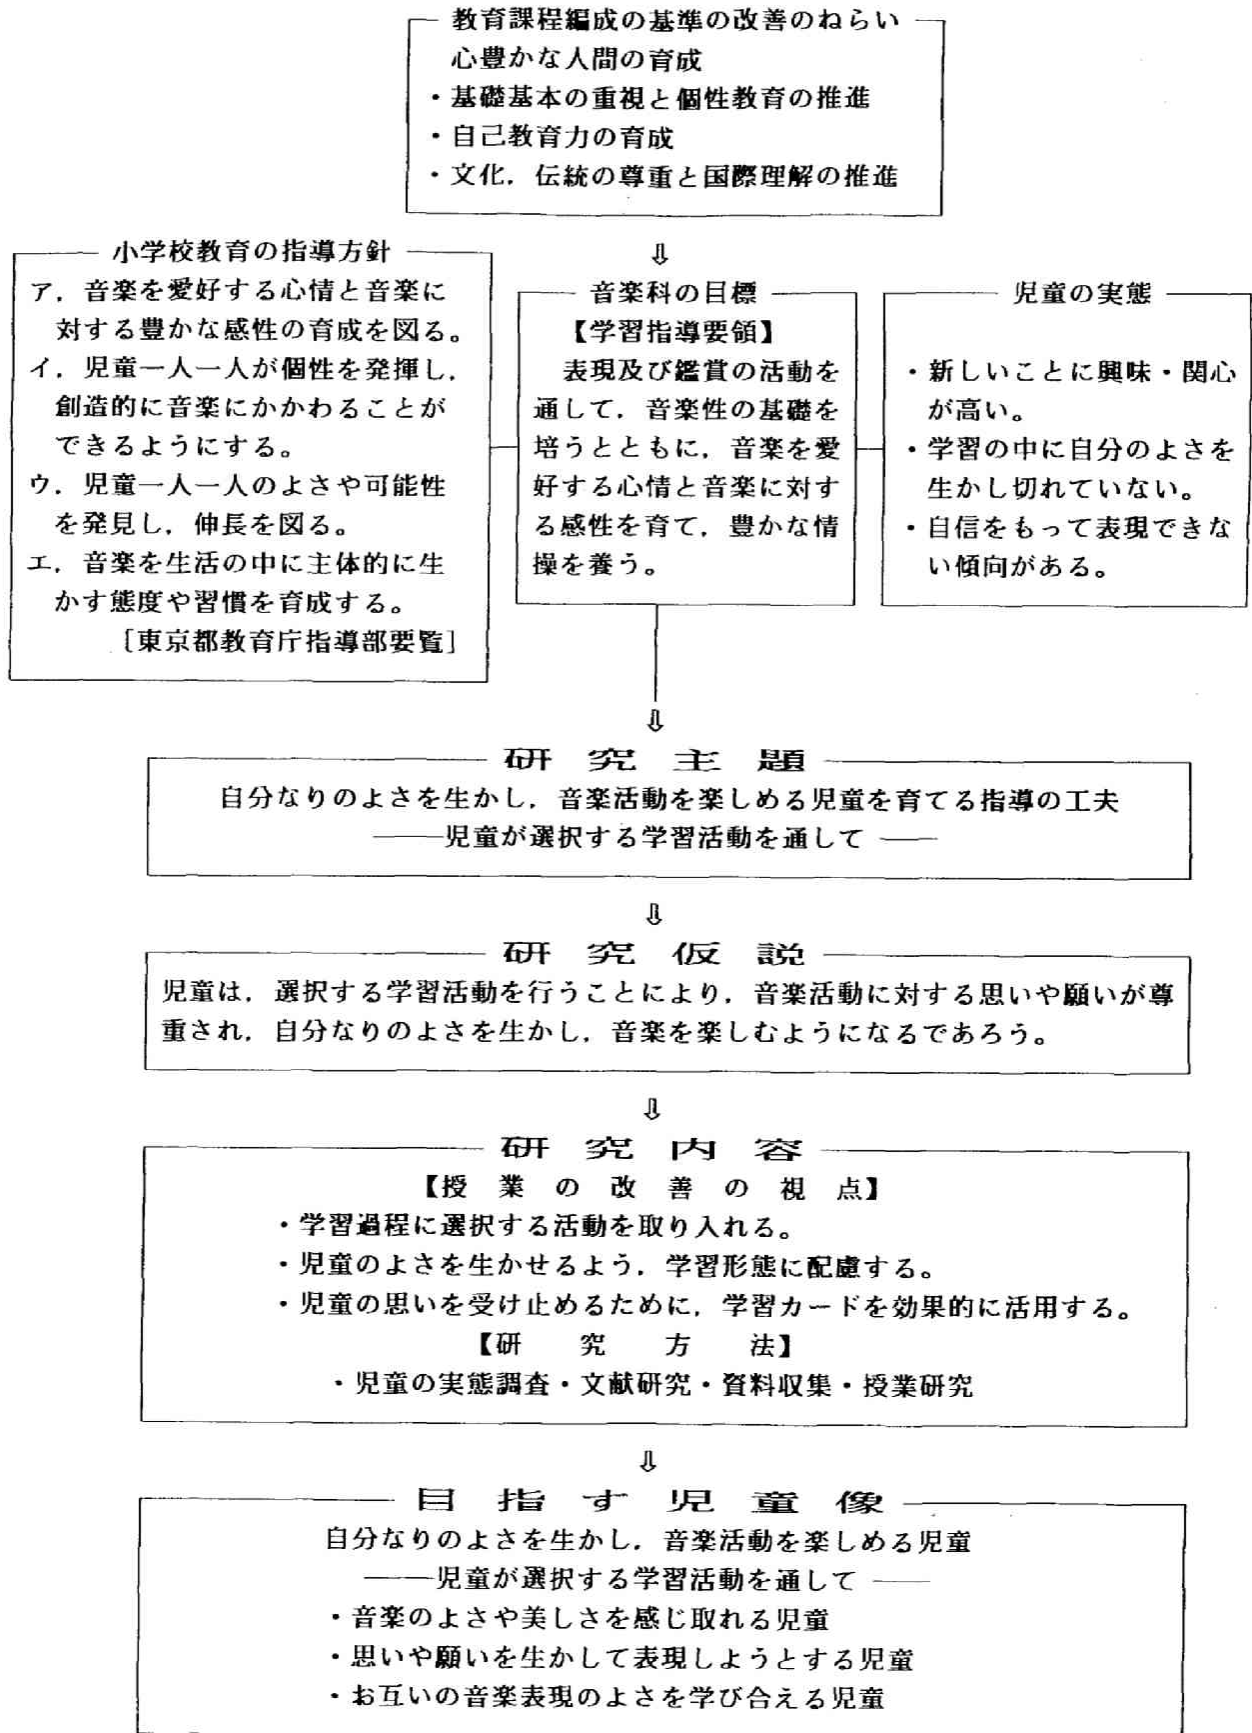 教育課程編成の基準の改善のねらい
心豊かな人間の育成
・基礎基本の重視と個性教育の推進
・自己教育力の育成
・文化，伝統の尊重と国際理解の推進
⇩
小学校教育の指導方針
ア．音楽を愛好する心情と音楽に
対する豊かな感性の育成を図る。
イ．児童一人一人が個性を発揮し，
創造的に音楽にかかわることが
できるようにする。
ウ．児童一人一人のよさや可能性
を発見し，伸長を図る。
エ．音楽を生活の中に主体的に生
かす態度や習慣を育成する。
［東京都教育庁指導部要覧］
音楽科の目標
【学習指導要領】
表現及び鑑賞の活動を
通して，音楽性の基礎を
培うとともに，音楽を愛
好する心情と音楽に対す
る感性を育て，豊かな情
操を養う。
児童の実態
・新しいことに興味・関心
が高い。
・学習の中に自分のよさを
生かし切れていない。
・自信をもって表現できな
い傾向がある。
⇩
研究主題
自分なりのよさを生かし，音楽活動を楽しめる児童を育てる指導の工夫
――児童が選択する学習活動を通して――
⇩
研究仮説
児童は，選択する学習活動を行うことにより，音楽活動に対する思いや願いが尊
重され，自分なりのよさを生かし，音楽を楽しむようになるであろう。
⇩
研究内容
【授業の改善の視点】
・学習過程に選択する活動を取り入れる。
・児童のよさを生かせるよう，学習形態に配慮する。
・児童の思いを受け止めるために，学習カードを効果的に活用する。
【研究方法】
・児童の実態調査・文献研究・資料収集・授業研究
⇩
目指す児童像
自分なりのよさを生かし，音楽活動を楽しめる児童
――児童が選択する学習活動を通して――
・音楽のよさや美しさを感じ取れる児童
・思いや願いを生かして表現しようとする児童
・お互いの音楽表現のよさを学び合える児童